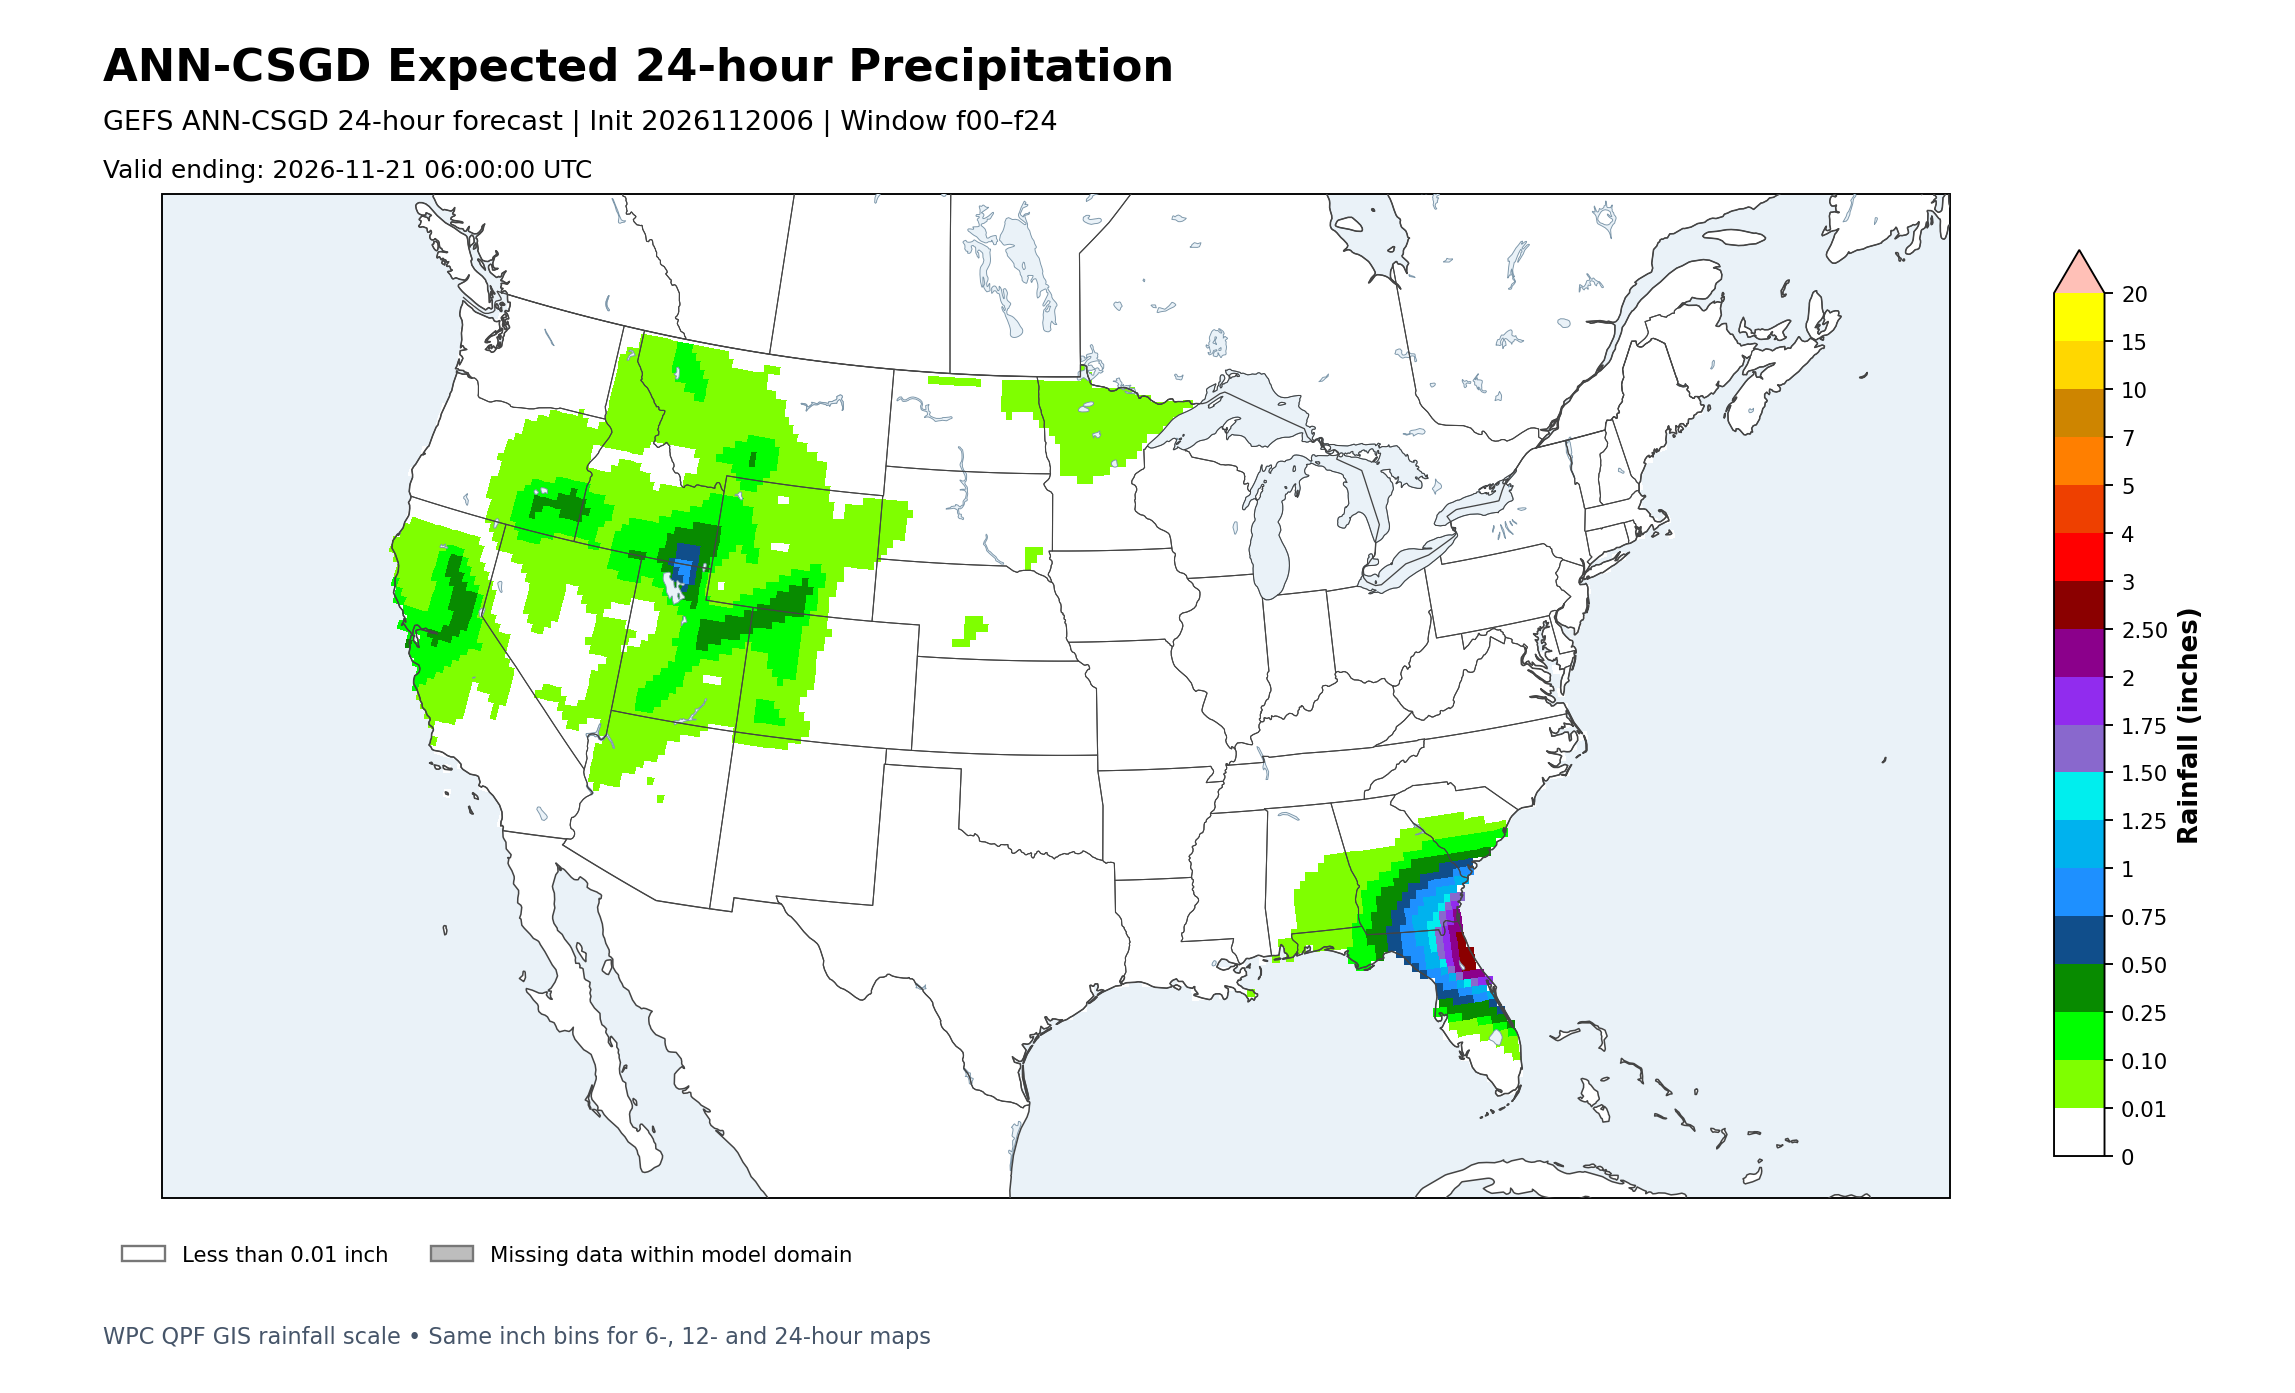 ANN-CSGD Expected 24-hour Precipitation
GEFS ANN-CSGD 24-hour forecast | Init 2026112006 | Window f00–f24
Valid ending: 2026-11-21 06:00:00 UTC
20
15
10
7
5
4
3
2.50
2
1.75
1.50
1.25
1
0.75
0.50
0.25
0.10
0.01
0
Rainfall (inches)
Less than 0.01 inch
Missing data within model domain
WPC QPF GIS rainfall scale • Same inch bins for 6-, 12- and 24-hour maps